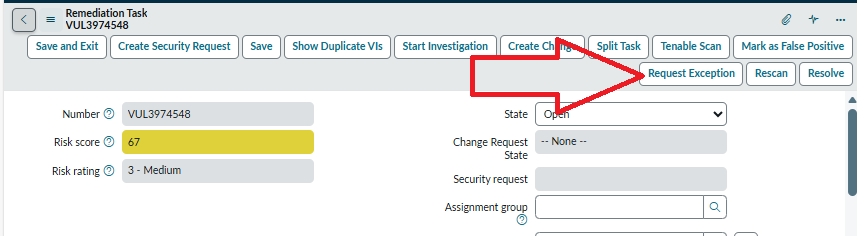 Remediation Task
VUL3974548
Save and Exit Create Security Request Save Show Duplicate VIs Start Investigation Create Change Split Task Tenable Scan Mark as False Positive
Request Exception Rescan Resolve
Number VUL3974548
State Open
Risk score 67
Change Request State -- None --
Risk rating 3 - Medium
Security request
Assignment group